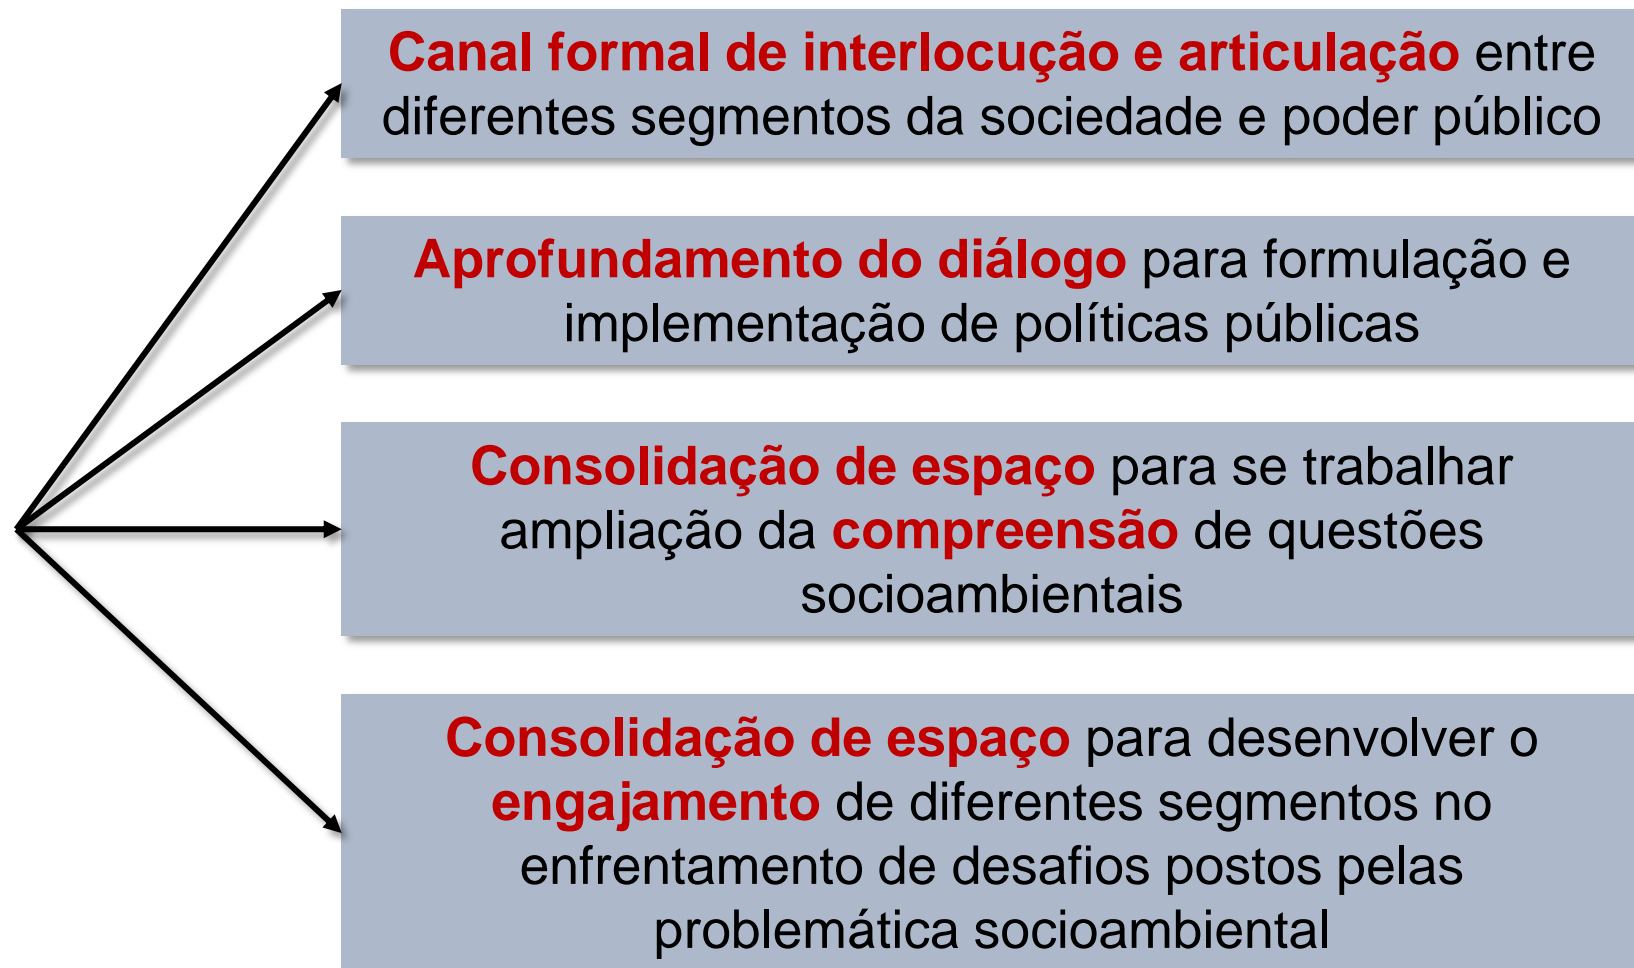 Canal formal de interlocução e articulação entre
diferentes segmentos da sociedade e poder público
Aprofundamento do diálogo para formulação e
implementação de políticas públicas
Consolidação de espaço para se trabalhar
ampliação da compreensão de questões
socioambientais
Consolidação de espaço para desenvolver o
engajamento de diferentes segmentos no
enfrentamento de desafios postos pelas
problemática socioambiental